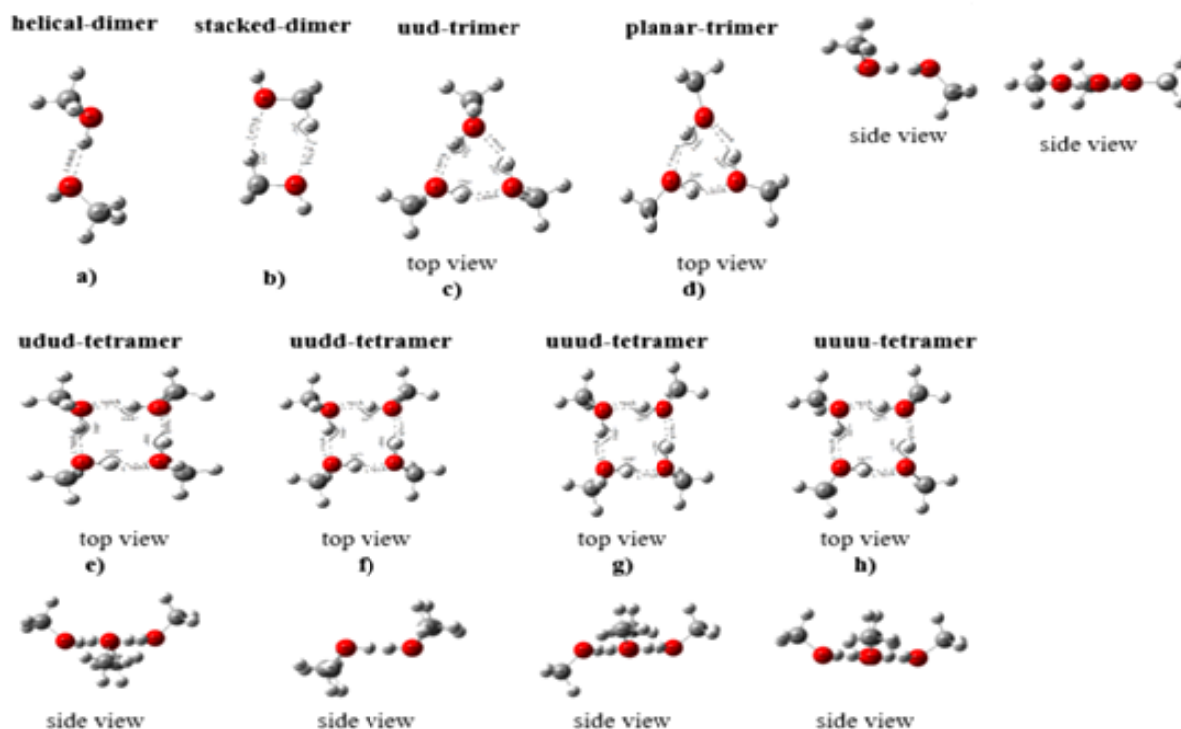 helical-dimer stacked-dimer uud-trimer planar-trimer
side view side view
a) b) top view top view
c) d)
udud-tetramer uudd-tetramer uuud-tetramer uuuu-tetramer
top view top view top view top view
e) f) g) h)
side view side view side view side view